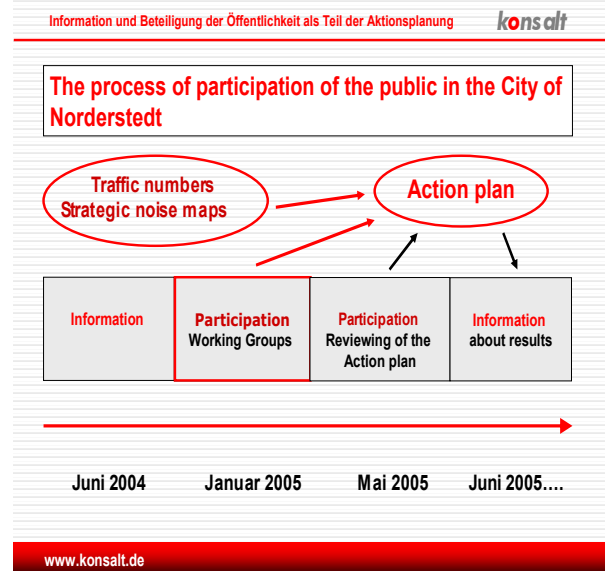 Information und Beteiligung der Öffentlichkeit als Teil der Aktionsplanung
konsalt
The process of participation of the public in the City of
Norderstedt
Traffic numbers
Strategic noise maps
Action plan
Information
Participation
Working Groups
Participation
Reviewing of the
Action plan
Information
about results
Juni 2004
Januar 2005
Mai 2005
Juni 2005....
www.konsalt.de